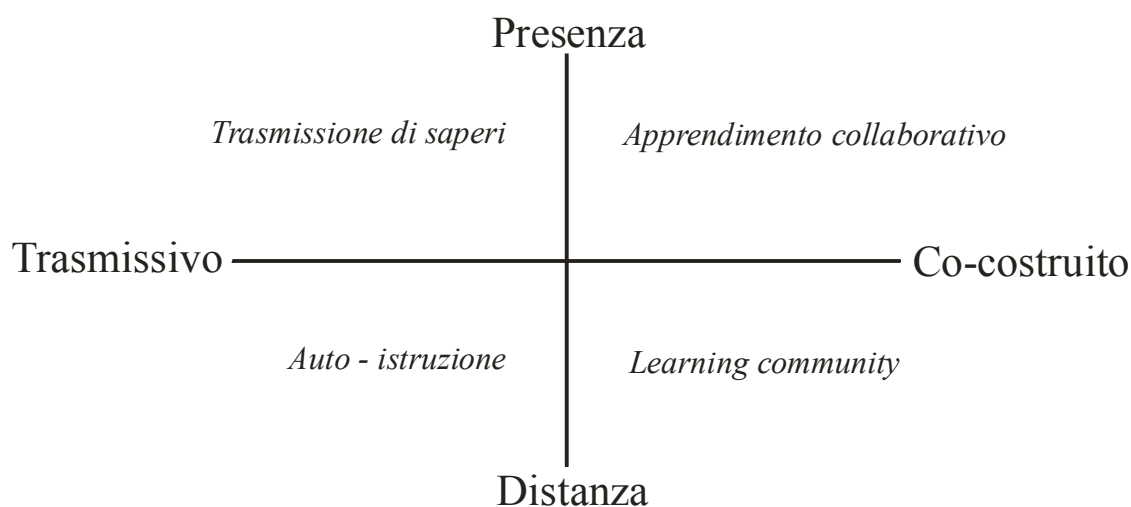 Presenza
Trasmissione di saperi
Apprendimento collaborativo
Trasmissivo
Co-costruito
Auto - istruzione
Learning community
Distanza